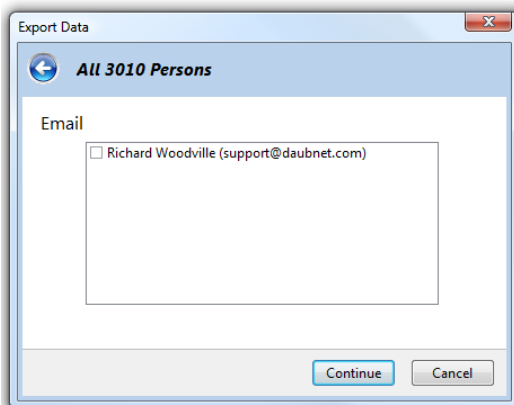 Export Data
All 3010 Persons
Email
Richard Woodville (support@daubnet.com)
Continue
Cancel